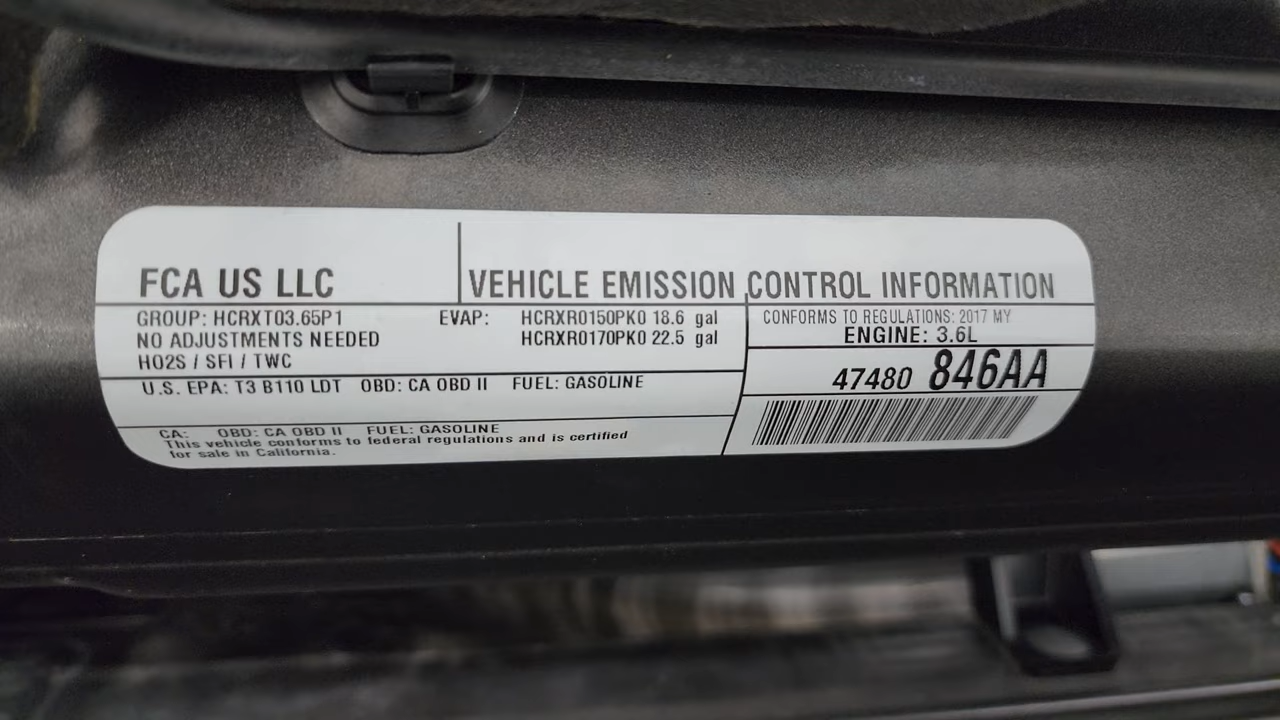 FCA US LLC
VEHICLE EMISSION CONTROL INFORMATION
GROUP: HCRXT03.65P1
NO ADJUSTMENTS NEEDED
HO2S / SFI / TWC
EVAP: HCRXR0150PK0 18.6 gal
HCRXR0170PK0 22.5 gal
CONFORMS TO REGULATIONS: 2017 MY
ENGINE: 3.6L
U.S. EPA: T3 B110 LDT OBD: CA OBD II FUEL: GASOLINE
47480 846AA
CA: OBD: CA OBD II FUEL: GASOLINE
This vehicle conforms to federal regulations and is certified
for sale in California.